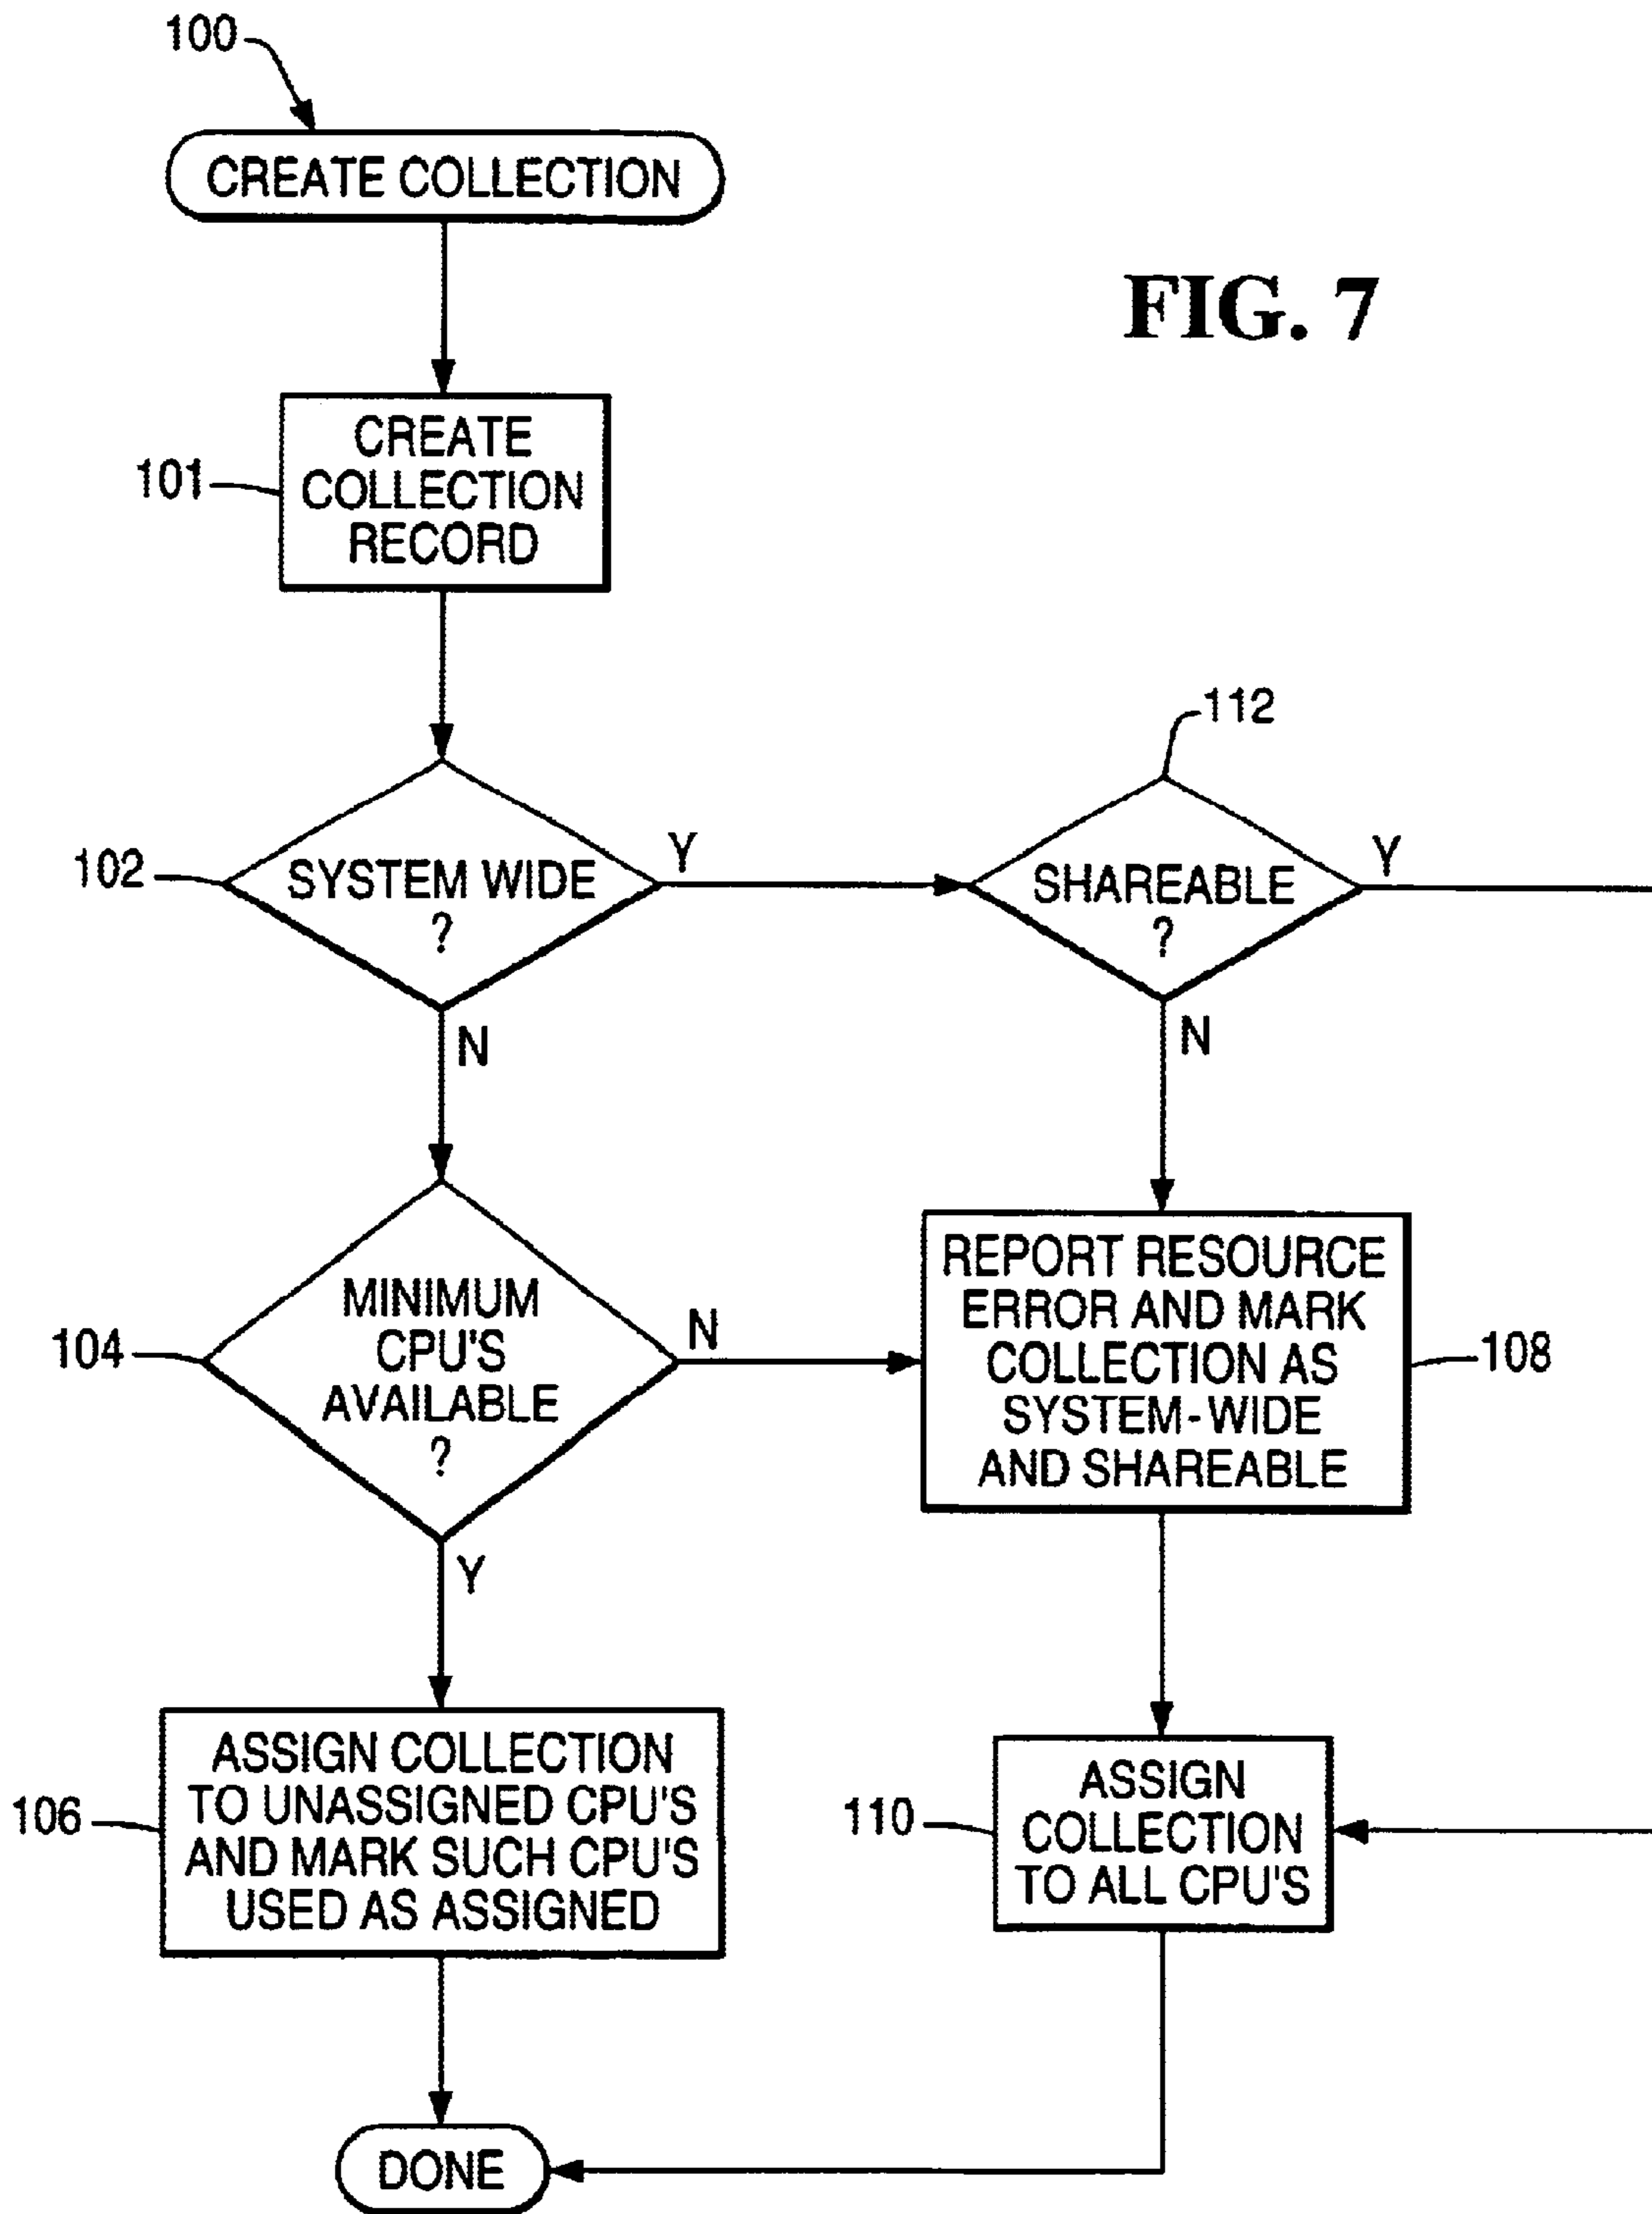 100
CREATE COLLECTION
FIG. 7
101
CREATE
COLLECTION
RECORD
102
SYSTEM WIDE
?
Y
N
112
SHAREABLE
?
Y
N
104
MINIMUM
CPU'S
AVAILABLE
?
N
Y
REPORT RESOURCE
ERROR AND MARK
COLLECTION AS
SYSTEM-WIDE
AND SHAREABLE
108
106
ASSIGN COLLECTION
TO UNASSIGNED CPU'S
AND MARK SUCH CPU'S
USED AS ASSIGNED
110
ASSIGN
COLLECTION
TO ALL CPU'S
DONE